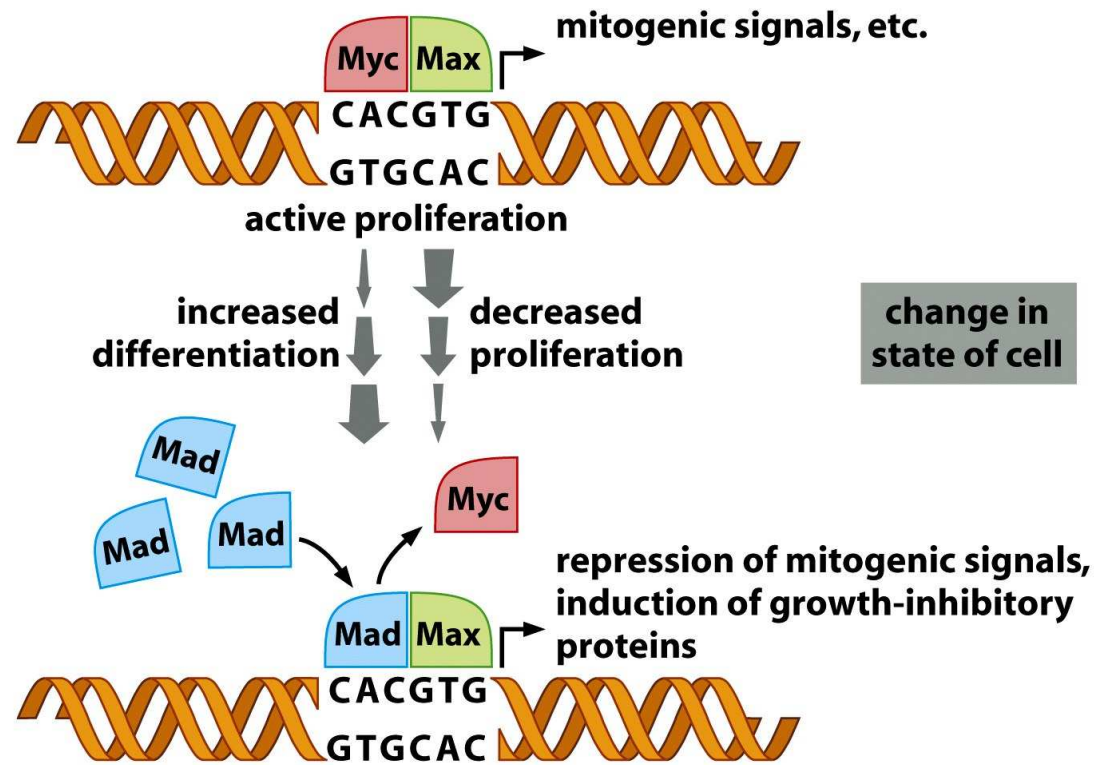 mitogenic signals, etc.
Myc Max
CACGTG
GTGCAC
active proliferation
increased
differentiation
decreased
proliferation
change in
state of cell
Mad
Mad
Mad
Myc
repression of mitogenic signals,
induction of growth-inhibitory
proteins
Mad Max
CACGTG
GTGCAC